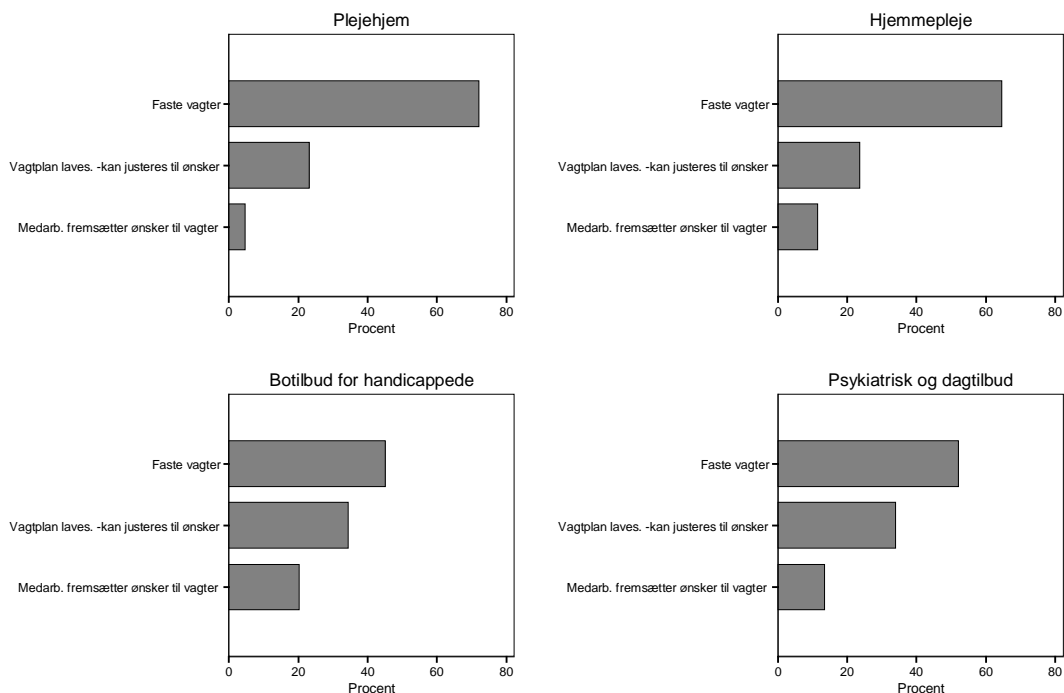 Plejehjem
Faste vagter
Vagtplan laves. -kan justeres til ønsker
Medarb. fremsætter ønsker til vagter
0 20 40 60 80
Procent
Hjemmepleje
Faste vagter
Vagtplan laves. -kan justeres til ønsker
Medarb. fremsætter ønsker til vagter
0 20 40 60 80
Procent
Botilbud for handicappede
Faste vagter
Vagtplan laves. -kan justeres til ønsker
Medarb. fremsætter ønsker til vagter
0 20 40 60 80
Procent
Psykiatrisk og dagtilbud
Faste vagter
Vagtplan laves. -kan justeres til ønsker
Medarb. fremsætter ønsker til vagter
0 20 40 60 80
Procent